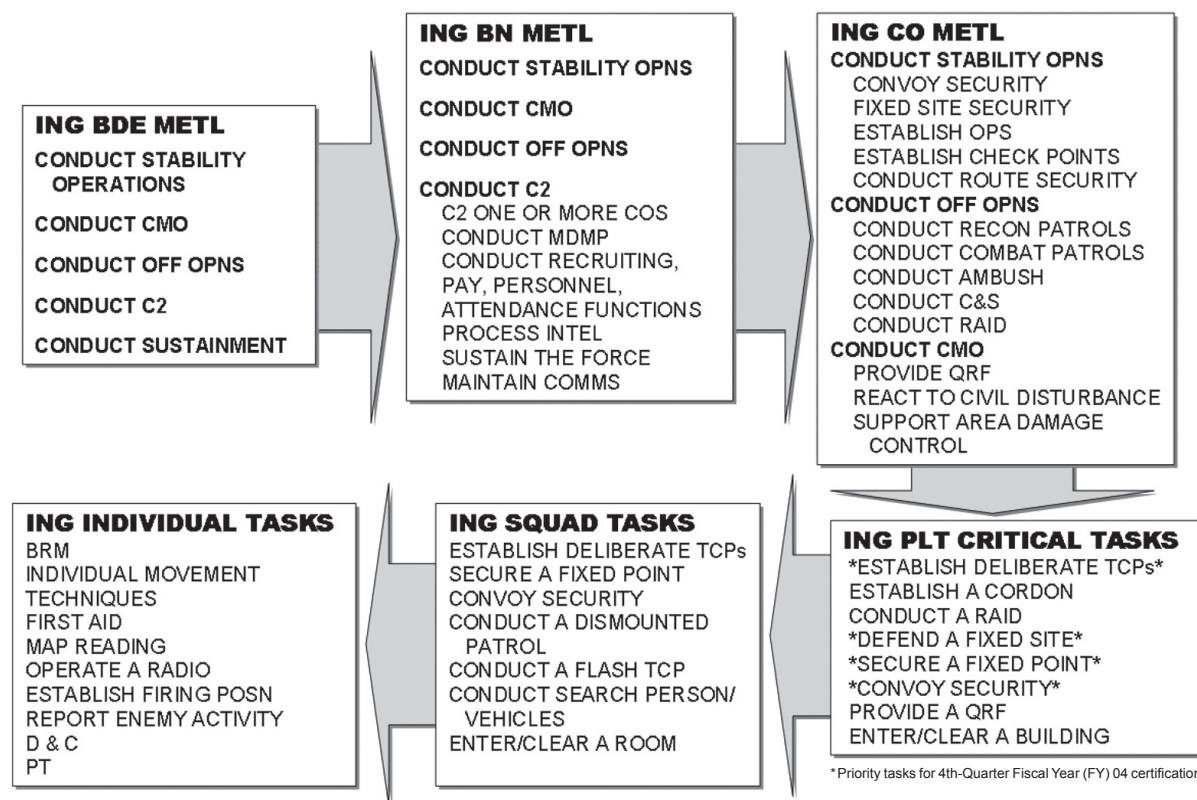 ING BDE METL
CONDUCT STABILITY
OPERATIONS
CONDUCT CMO
CONDUCT OFF OPNS
CONDUCT C2
CONDUCT SUSTAINMENT
ING BN METL
CONDUCT STABILITY OPNS
CONDUCT CMO
CONDUCT OFF OPNS
CONDUCT C2
C2 ONE OR MORE COS
CONDUCT MDMP
CONDUCT RECRUITING,
PAY, PERSONNEL,
ATTENDANCE FUNCTIONS
PROCESS INTEL
SUSTAIN THE FORCE
MAINTAIN COMMS
ING CO METL
CONDUCT STABILITY OPNS
CONVOY SECURITY
FIXED SITE SECURITY
ESTABLISH OPS
ESTABLISH CHECK POINTS
CONDUCT ROUTE SECURITY
CONDUCT OFF OPNS
CONDUCT RECON PATROLS
CONDUCT COMBAT PATROLS
CONDUCT AMBUSH
CONDUCT C&S
CONDUCT RAID
CONDUCT CMO
PROVIDE QRF
REACT TO CIVIL DISTURBANCE
SUPPORT AREA DAMAGE
CONTROL
ING PLT CRITICAL TASKS
*ESTABLISH DELIBERATE TCPs*
ESTABLISH A CORDON
CONDUCT A RAID
*DEFEND A FIXED SITE*
*SECURE A FIXED POINT*
*CONVOY SECURITY*
PROVIDE A QRF
ENTER/CLEAR A BUILDING
*Priority tasks for 4th-Quarter Fiscal Year (FY) 04 certification
ING SQUAD TASKS
ESTABLISH DELIBERATE TCPs
SECURE A FIXED POINT
CONVOY SECURITY
CONDUCT A DISMOUNTED
PATROL
CONDUCT A FLASH TCP
CONDUCT SEARCH PERSON/
VEHICLES
ENTER/CLEAR A ROOM
ING INDIVIDUAL TASKS
BRM
INDIVIDUAL MOVEMENT
TECHNIQUES
FIRST AID
MAP READING
OPERATE A RADIO
ESTABLISH FIRING POSN
REPORT ENEMY ACTIVITY
D & C
PT